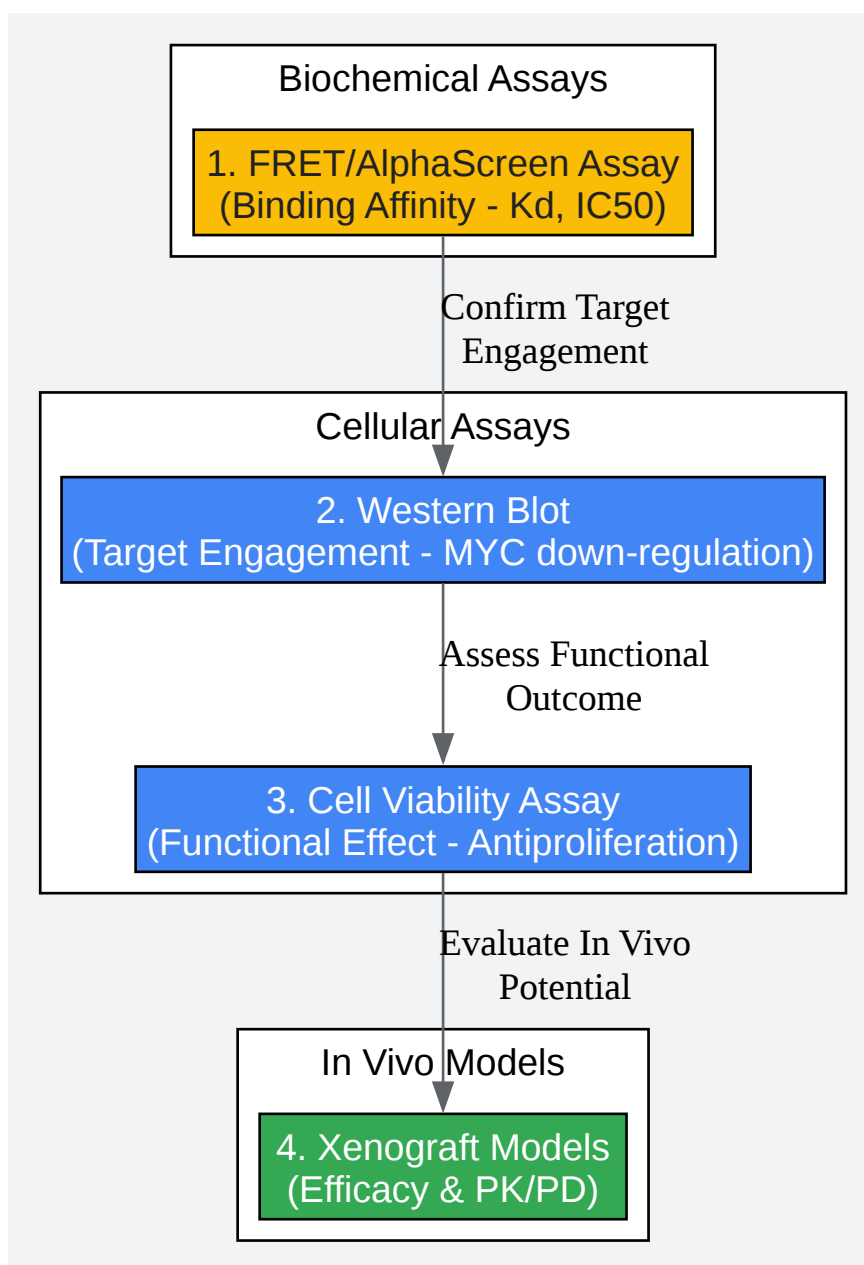 Biochemical Assays
1. FRET/AlphaScreen Assay
(Binding Affinity - Kd, IC50)
Confirm Target
Engagement
Cellular Assays
2. Western Blot
(Target Engagement - MYC down-regulation)
Assess Functional
Outcome
3. Cell Viability Assay
(Functional Effect - Antiproliferation)
Evaluate In Vivo
Potential
In Vivo Models
4. Xenograft Models
(Efficacy & PK/PD)